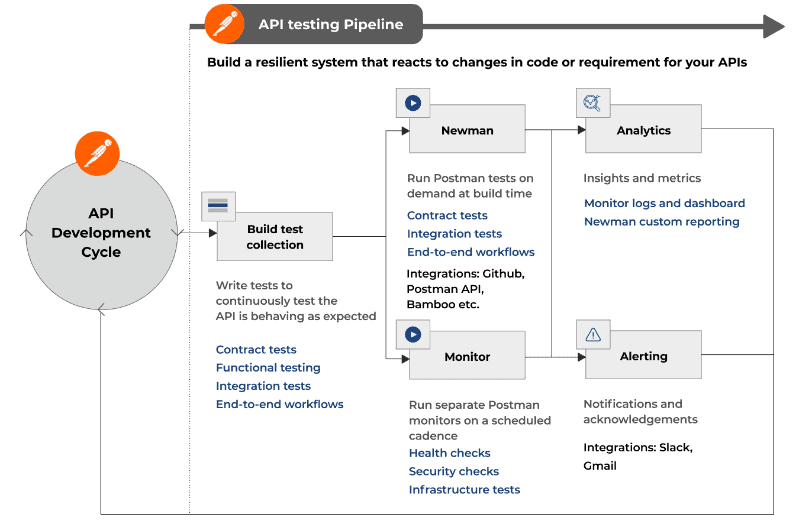 API testing Pipeline
Build a resilient system that reacts to changes in code or requirement for your APIs
API
Development
Cycle
Build test
collection
Write tests to
continuously test the
API is behaving as expected
Contract tests
Functional testing
Integration tests
End-to-end workflows
Newman
Run Postman tests on
demand at build time
Contract tests
Integration tests
End-to-end workflows
Integrations: Github,
Postman API,
Bamboo etc.
Monitor
Run separate Postman
monitors on a scheduled
cadence
Health checks
Security checks
Infrastructure tests
Analytics
Insights and metrics
Monitor logs and dashboard
Newman custom reporting
Alerting
Notifications and
acknowledgements
Integrations: Slack,
Gmail